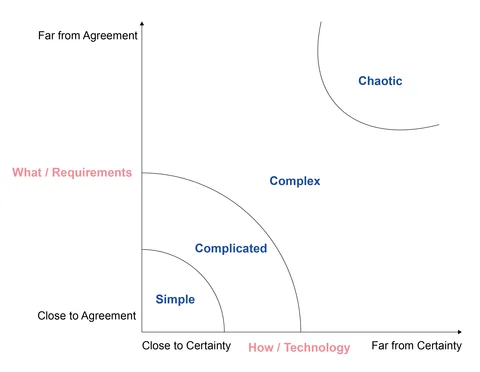 Far from Agreement
Chaotic
What / Requirements
Complex
Complicated
Simple
Close to Agreement
Close to Certainty
How / Technology
Far from Certainty